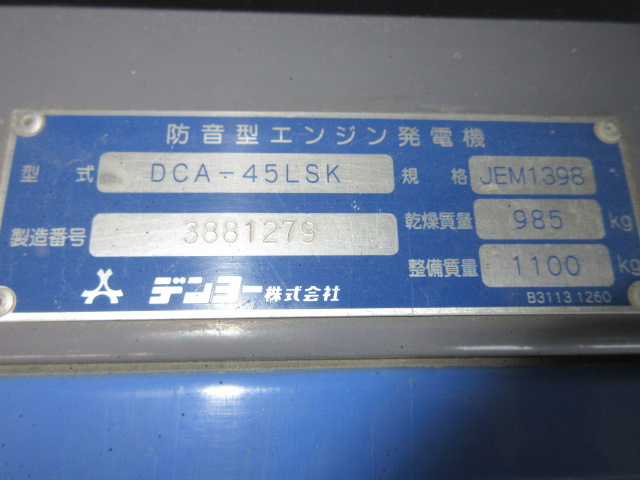 防音型エンジン発電機
型式 DCA-45LSK 規格 JEM1398
製造番号 3881279 乾燥質量 985 kg
整備質量 1100 kg
デンヨー株式会社 B3113 1260